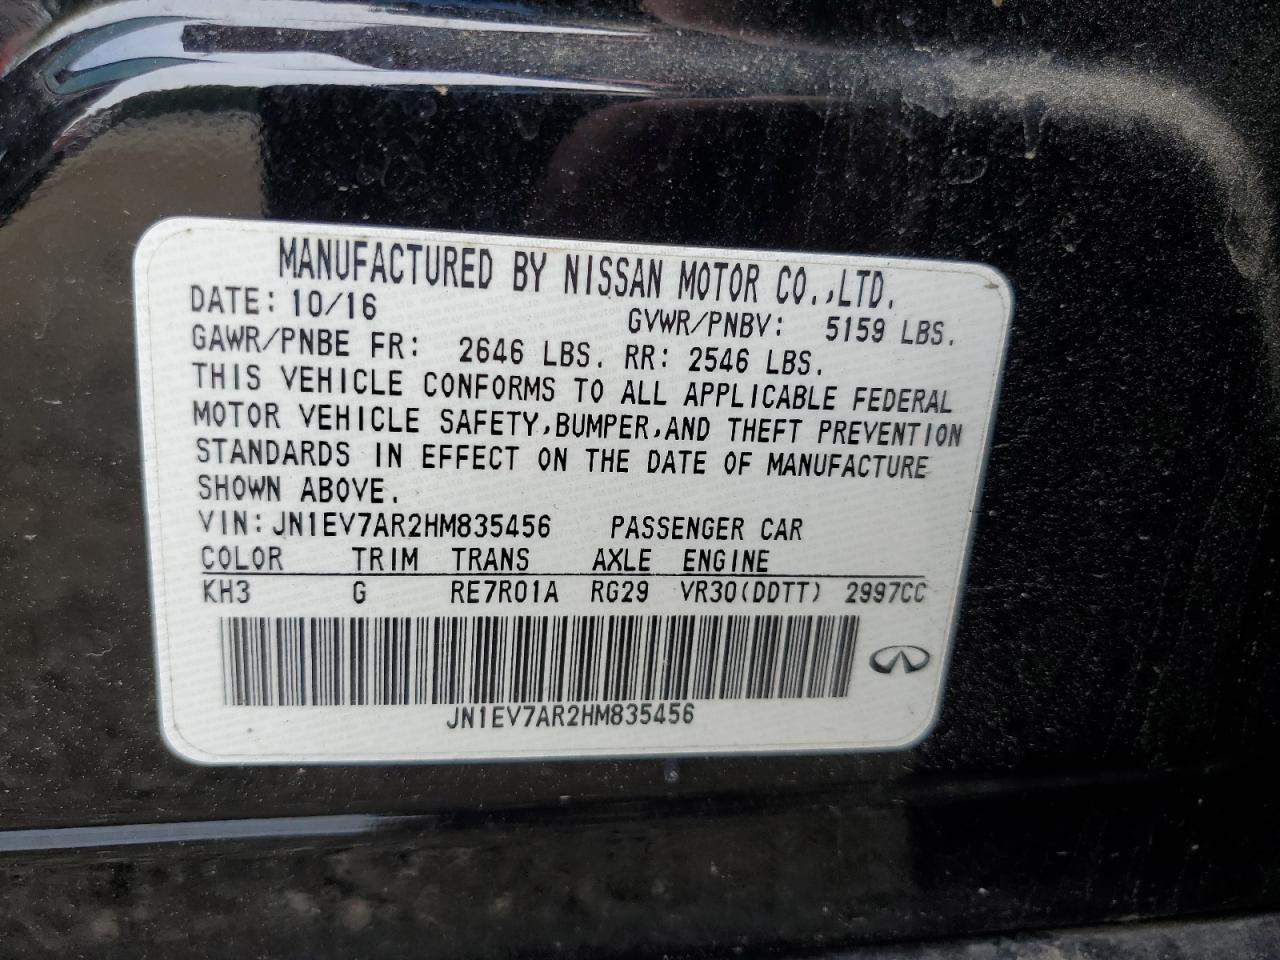 MANUFACTURED BY NISSAN MOTOR CO.,LTD.
DATE: 10/16 GVWR/PNBV: 5159 LBS.
GAWR/PNBE FR: 2646 LBS. RR: 2546 LBS.
THIS VEHICLE CONFORMS TO ALL APPLICABLE FEDERAL
MOTOR VEHICLE SAFETY,BUMPER,AND THEFT PREVENTION
STANDARDS IN EFFECT ON THE DATE OF MANUFACTURE
SHOWN ABOVE.
VIN: JN1EV7AR2HM835456 PASSENGER CAR
COLOR TRIM TRANS AXLE ENGINE
KH3 G RE7R01A RG29 VR30(DDTT) 2997CC
JN1EV7AR2HM835456